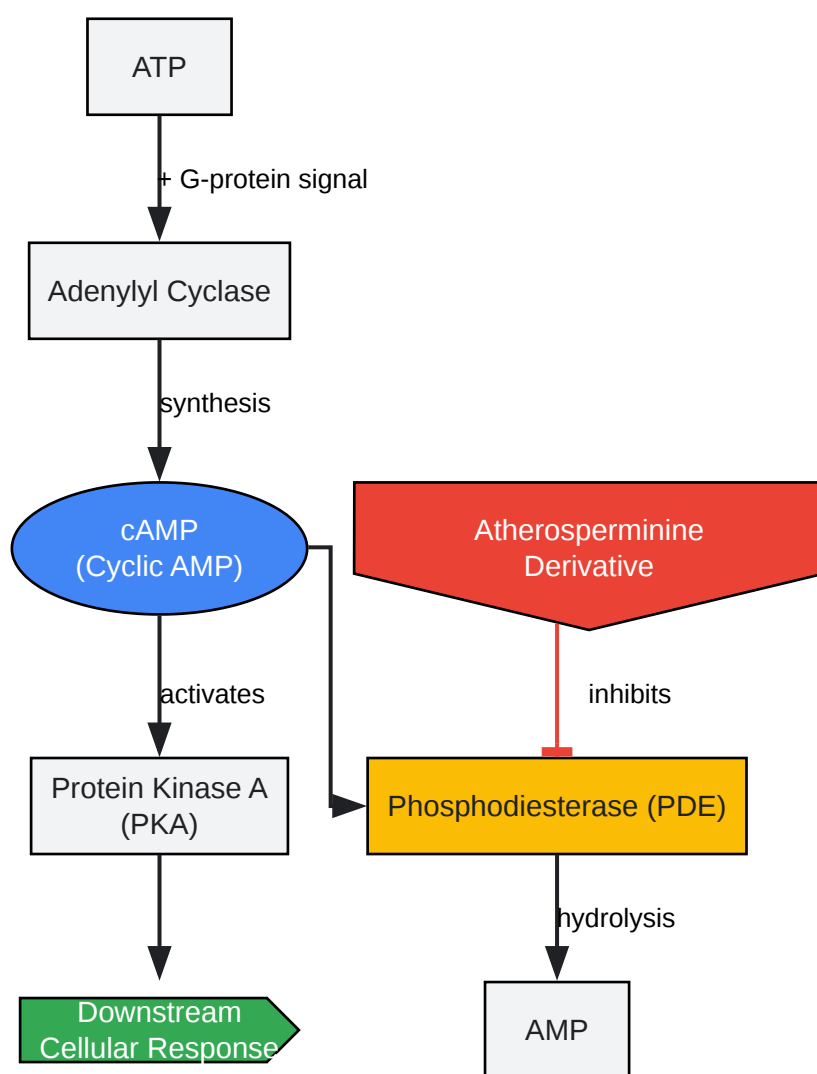 ATP
+ G-protein signal
Adenylyl Cyclase
synthesis
cAMP
(Cyclic AMP)
Atherosperminine
Derivative
activates
inhibits
Protein Kinase A
(PKA)
Phosphodiesterase (PDE)
hydrolysis
Downstream
Cellular Response
AMP